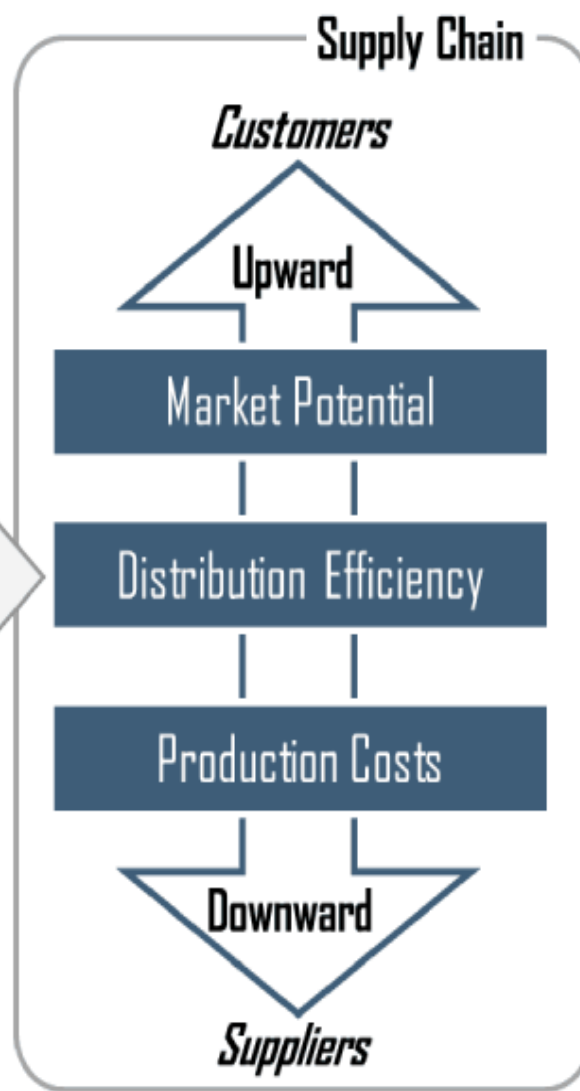 Supply Chain
Customers
Upward
Market Potential
Distribution Efficiency
Production Costs
Downward
Suppliers